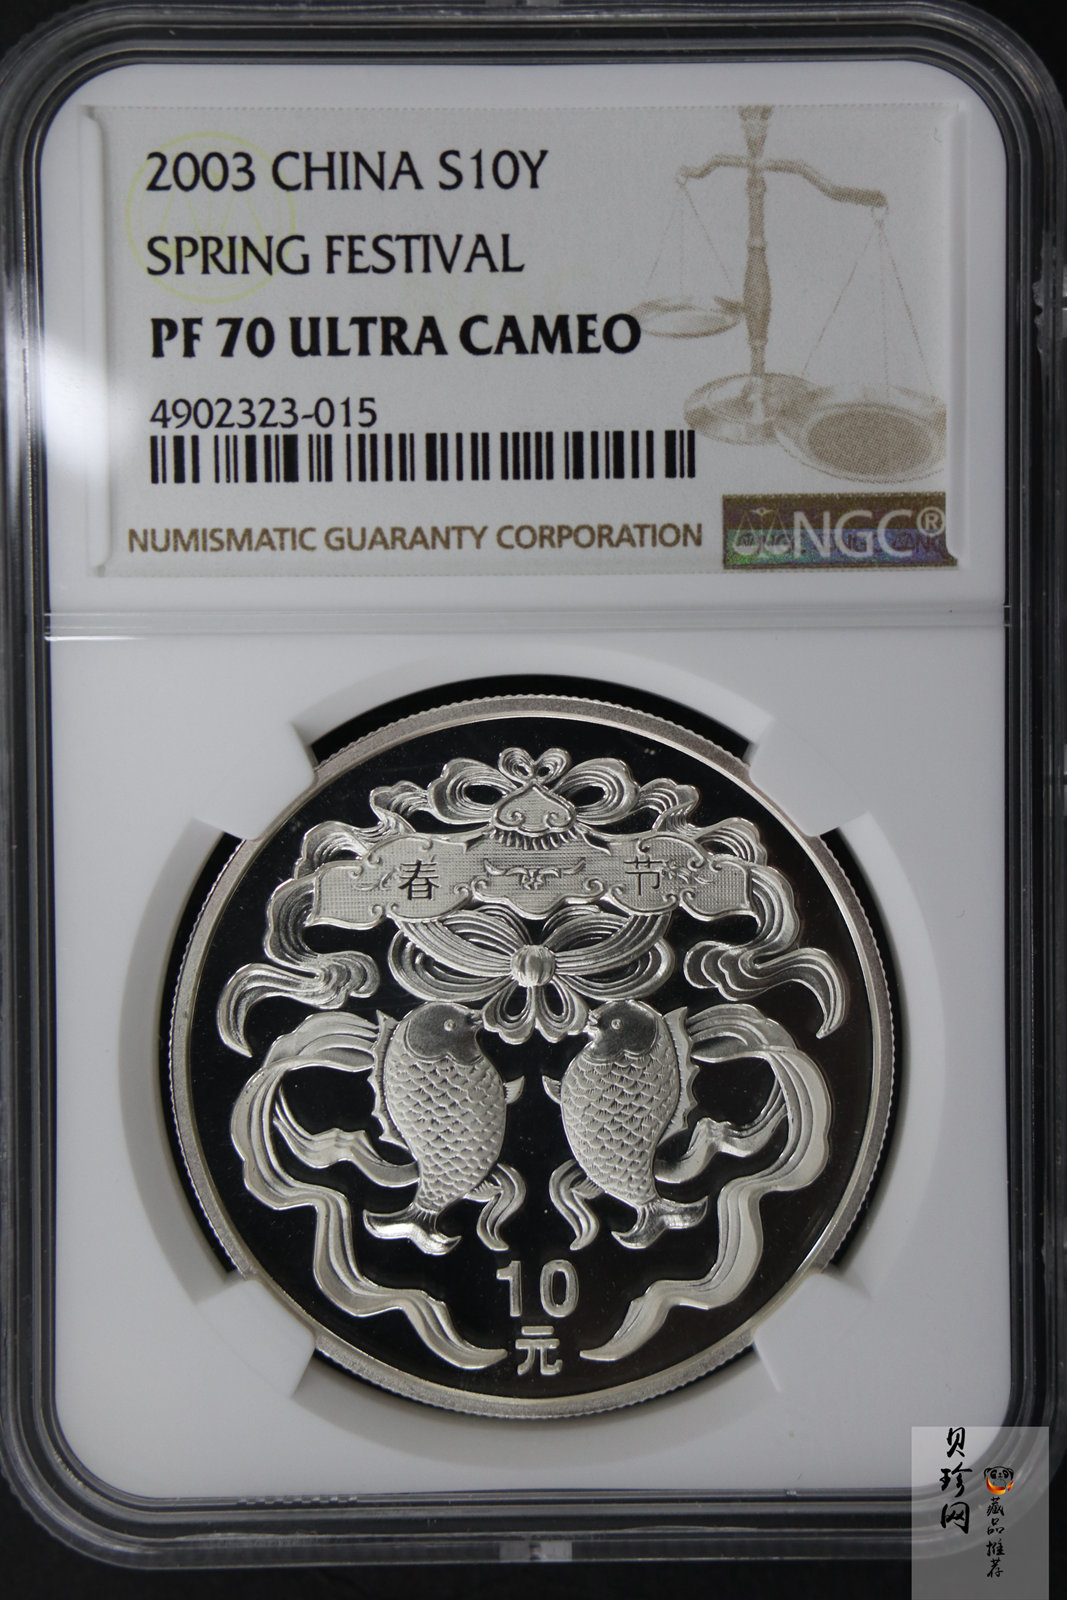 2003 CHINA S10Y
SPRING FESTIVAL
PF 70 ULTRA CAMEO
4902323-015
NUMISMATIC GUARANTY CORPORATION
NGC®
春 节
10
元
贝珍网
藏品推荐